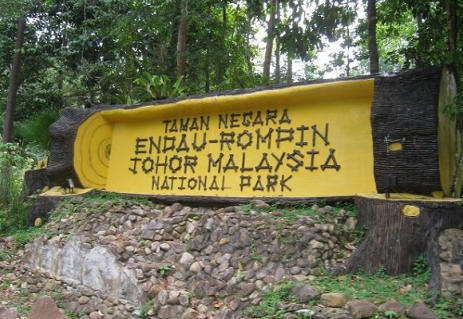 TAMAN NEGARA
ENDAU-ROMPIN
JOHOR MALAYSIA
NATIONAL PARK